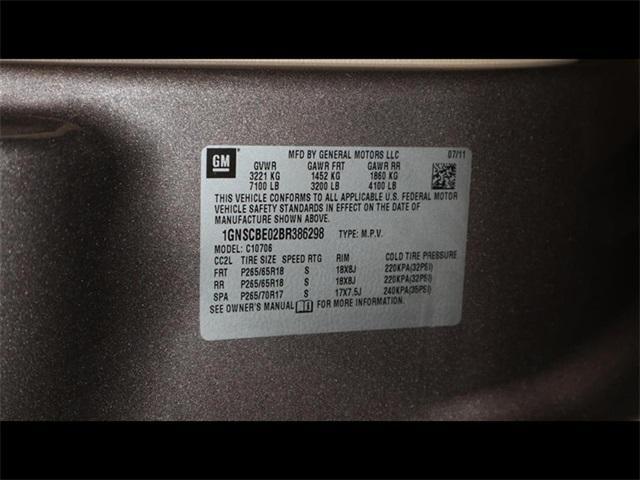 GM MFD BY GENERAL MOTORS LLC 07/11
GVWR GAWR FRT GAWR RR
3221 KG 1452 KG 1860 KG
7100 LB 3200 LB 4100 LB
THIS VEHICLE CONFORMS TO ALL APPLICABLE U.S. FEDERAL MOTOR
VEHICLE SAFETY STANDARDS IN EFFECT ON THE DATE OF
MANUFACTURE SHOWN ABOVE.
1GNSCBE02BR386298 TYPE: M.P.V.
MODEL: C10706
CC2L TIRE SIZE SPEED RTG RIM COLD TIRE PRESSURE
FRT P265/65R18 S 18X8J 220KPA(32PSI)
RR P265/65R18 S 18X8J 220KPA(32PSI)
SPA P265/70R17 S 17X7.5J 240KPA(35PSI)
SEE OWNER'S MANUAL FOR MORE INFORMATION.